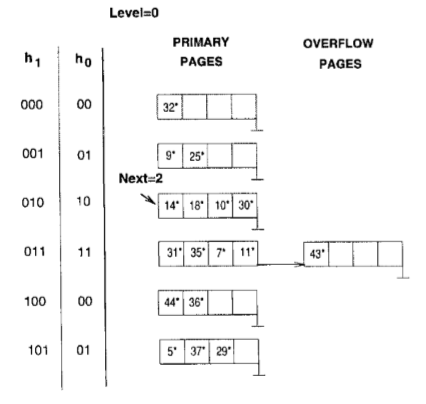 Level=0
PRIMARY PAGES
OVERFLOW PAGES
h1 h0
000 00 32*
001 01 9* 25*
Next=2
010 10 14* 18* 10* 30*
011 11 31* 35* 7* 11* 43*
100 00 44* 36*
101 01 5* 37* 29*